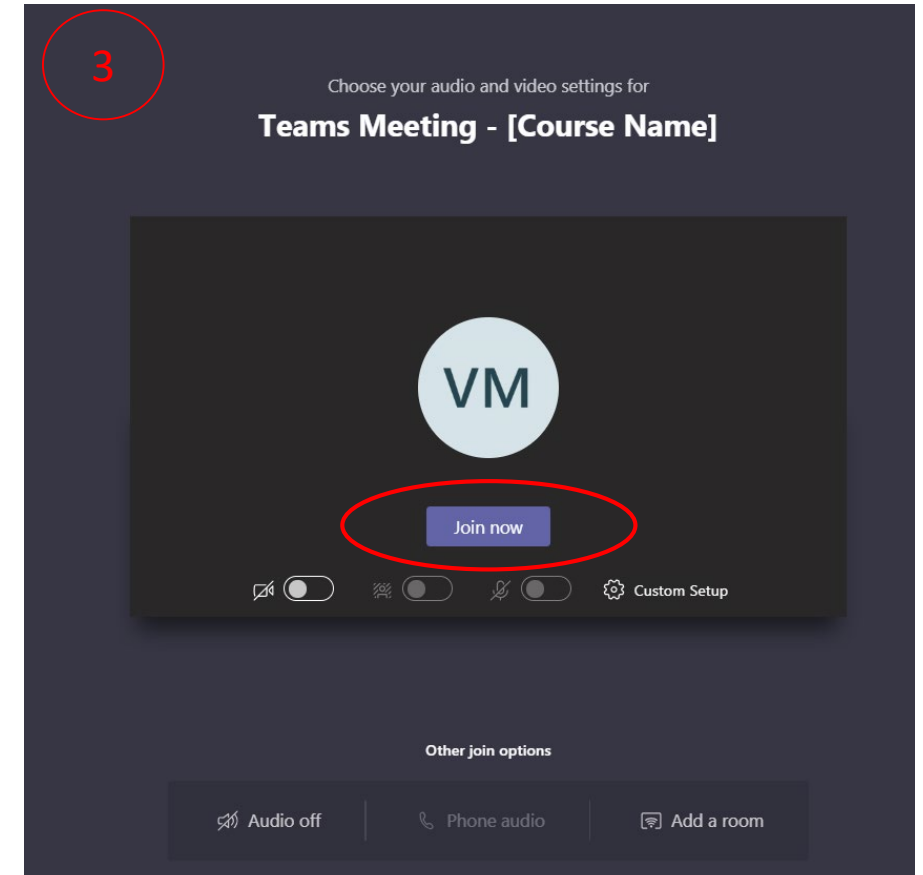 3
Choose your audio and video settings for
Teams Meeting - [Course Name]
VM
Join now
Custom Setup
Other join options
Audio off
Phone audio
Add a room